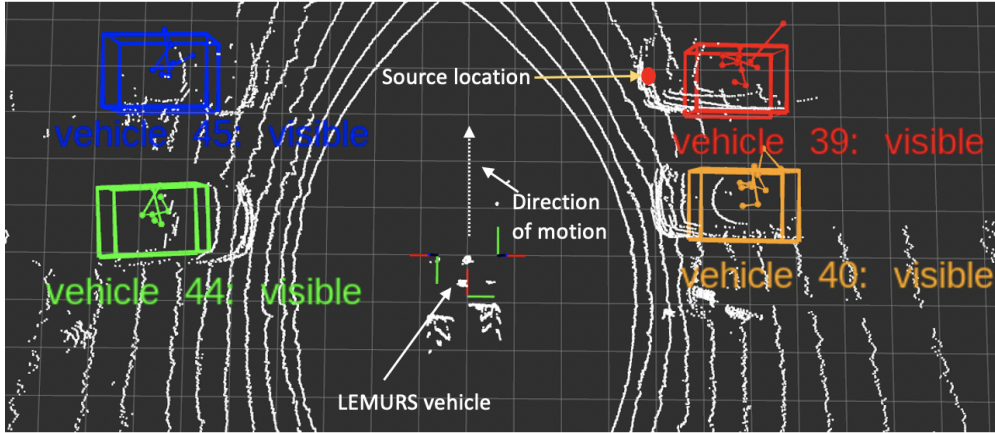 Source location
vehicle 45: visible
vehicle 39: visible
Direction
of motion
vehicle 44: visible
vehicle 40: visible
LEMURS vehicle